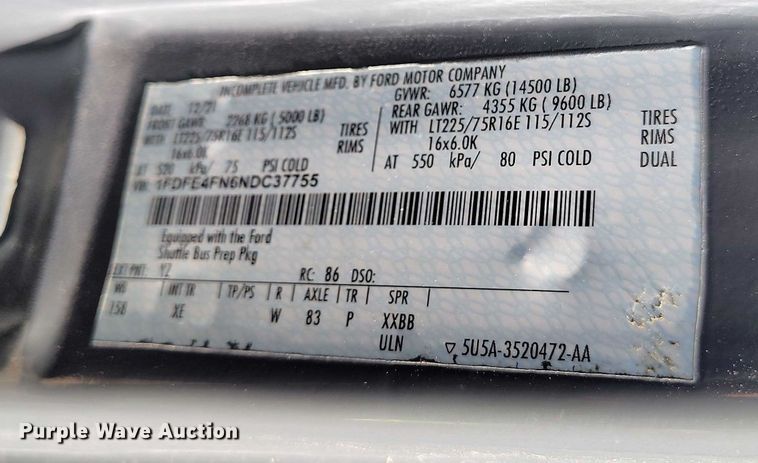 INCOMPLETE VEHICLE MFD. BY FORD MOTOR COMPANY
DATE 12/21 GVWR: 6577 KG (14500 LB)
FRONT GAWR: 2268 KG (5000 LB) REAR GAWR: 4355 KG (9600 LB)
WITH LT225/75R16E 115/112S TIRES WITH LT225/75R16E 115/112S TIRES
16x6.0K RIMS 16x6.0K RIMS
AT 520 kPa/ 75 PSI COLD AT 550 kPa/ 80 PSI COLD DUAL
VIN: 1FDFE4FN6NDC37755
Equipped with the Ford
Shuttle Bus Prep Pkg
EXT PNT: YZ RC: 86 DSO:
WB INT TR TP/PS R AXLE TR SPR
158 XE W 83 P XXBB
ULN ▽ 5U5A-3520472-AA
Purple Wave Auction